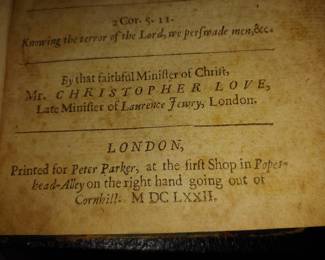 2 Cor. 5. 11.
Knowing the terror of the Lord, we perſwade men, &c.
By that faithful Miniſter of Chriſt,
Mr. CHRISTOPHER LOVE,
Late Miniſter of Laurence Jewry, London.
LONDON,
Printed for Peter Parker, at the firſt Shop in Popes-
head-Alley on the right hand going out of
Cornhill. M DC LXXII.